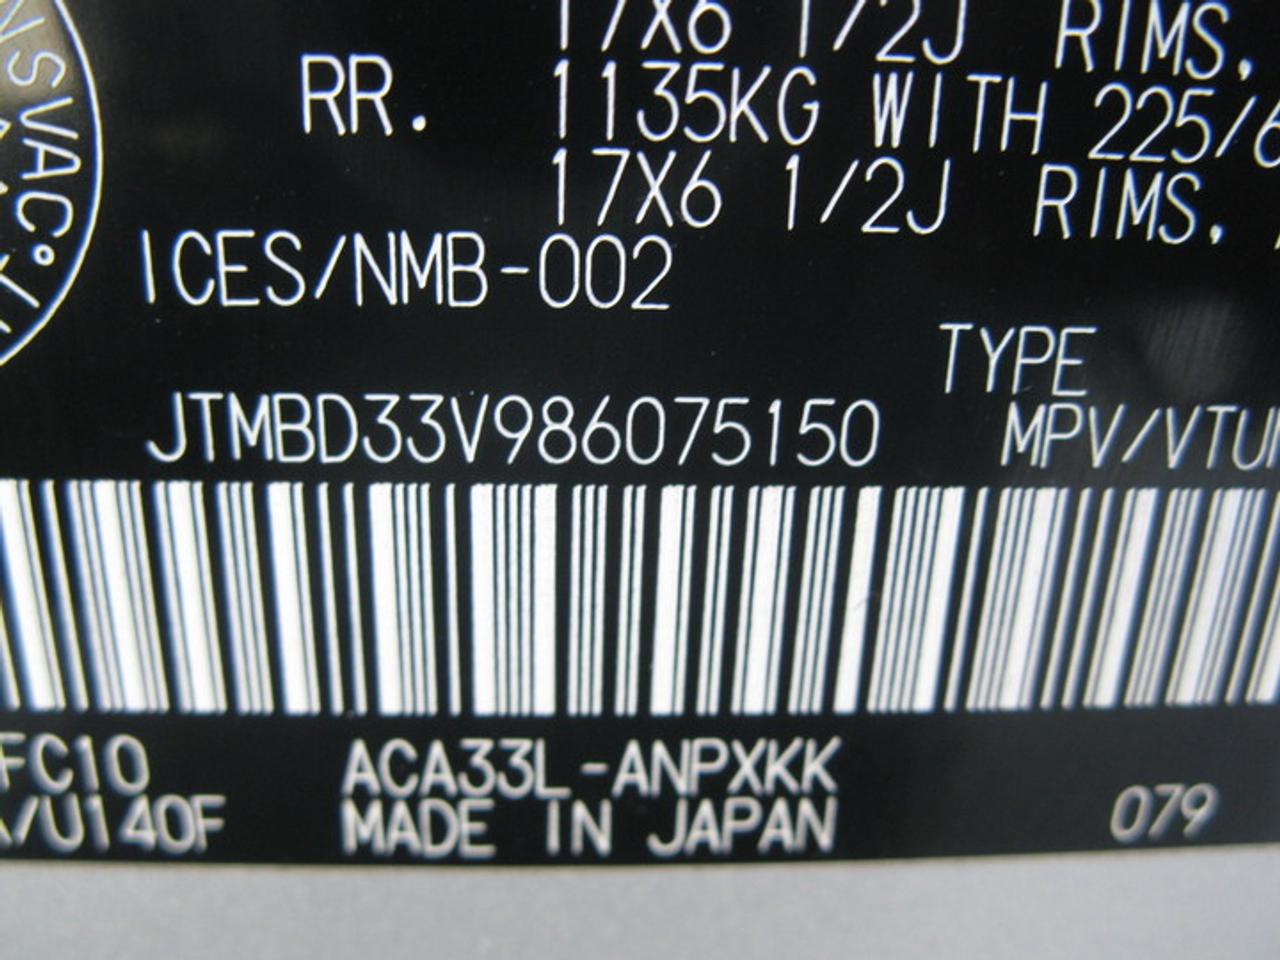 17X6 1/2J RIMS,
RR. 1135KG WITH 225/6
17X6 1/2J RIMS,
NSVAC
ICES/NMB-002
TYPE
JTMBD33V986075150 MPV/VTU
FC10 ACA33L-ANPXKK
/U140F MADE IN JAPAN 079